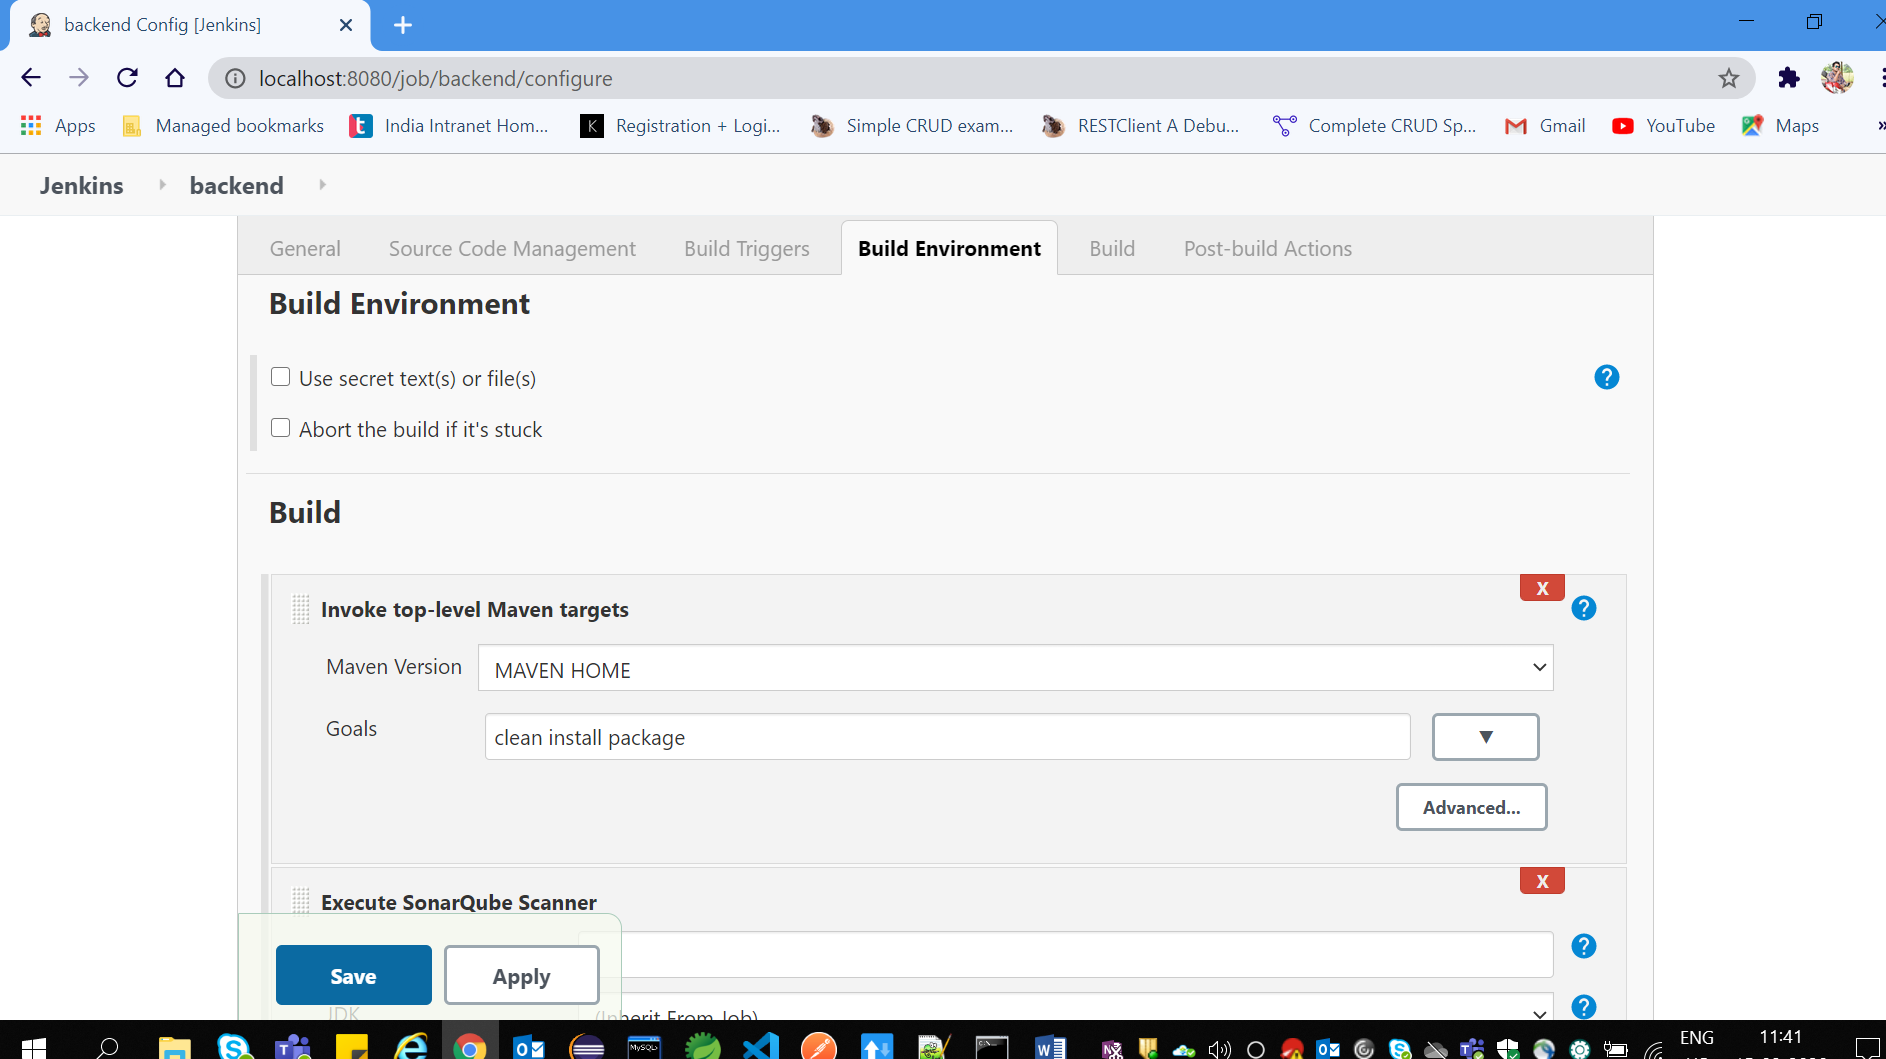 backend Config [Jenkins]
localhost:8080/job/backend/configure
Apps Managed bookmarks India Intranet Hom... Registration + Logi... Simple CRUD exam... RESTClient A Debu... Complete CRUD Sp... Gmail YouTube Maps »
Jenkins backend
General Source Code Management Build Triggers Build Environment Build Post-build Actions
Build Environment
Use secret text(s) or file(s)
Abort the build if it's stuck
Build
X
Invoke top-level Maven targets
Maven Version MAVEN HOME
Goals clean install package
Advanced...
X
Execute SonarQube Scanner
Save Apply
JDK (Inherit From Job)
ENG 11:41